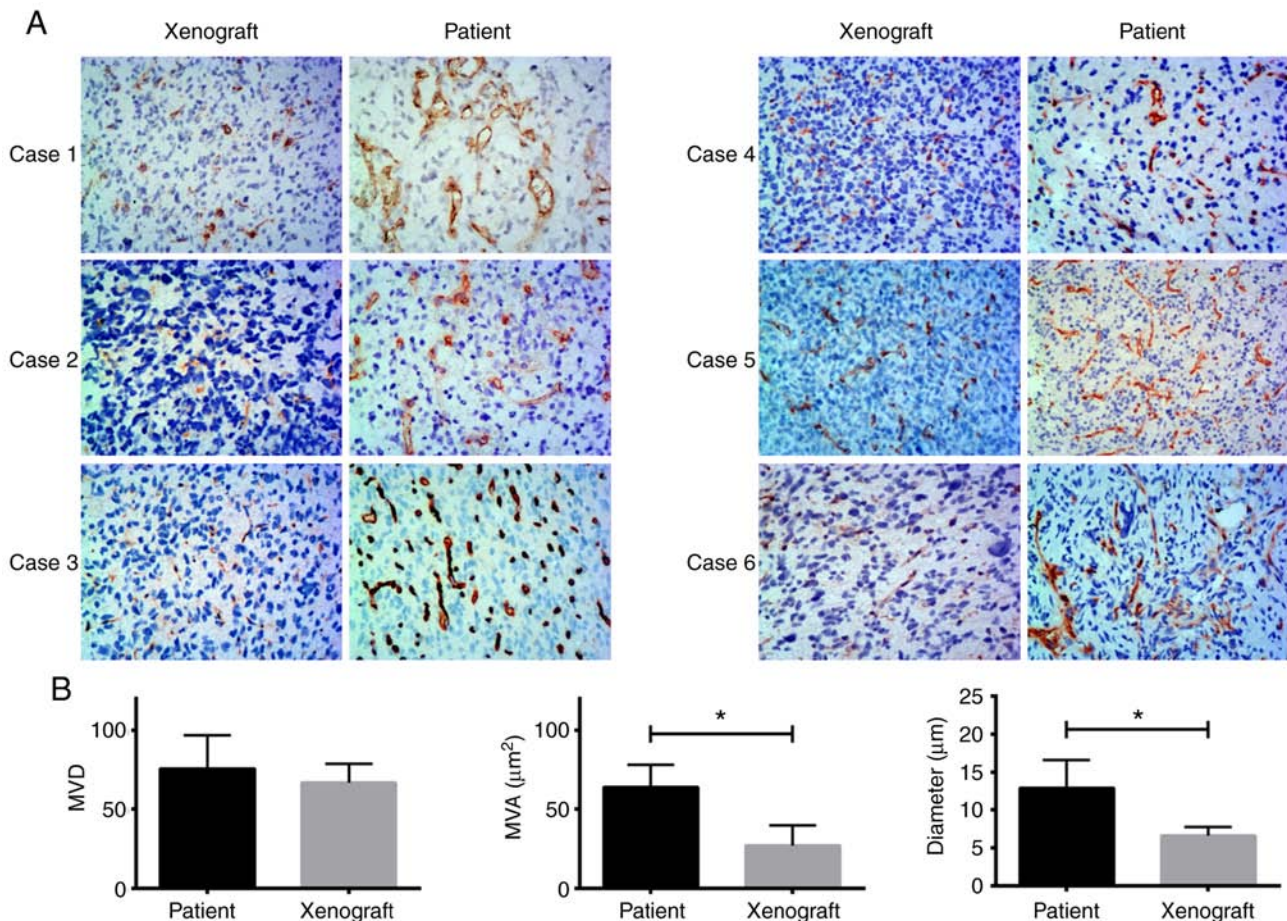 A
Xenograft Patient Xenograft Patient
Case 1
Case 4
Case 2
Case 5
Case 3
Case 6
B
MVD
100
50
0
Patient Xenograft
MVA (μm²)
100
50
0
*
Patient Xenograft
Diameter (μm)
25
20
15
10
5
0
*
Patient Xenograft